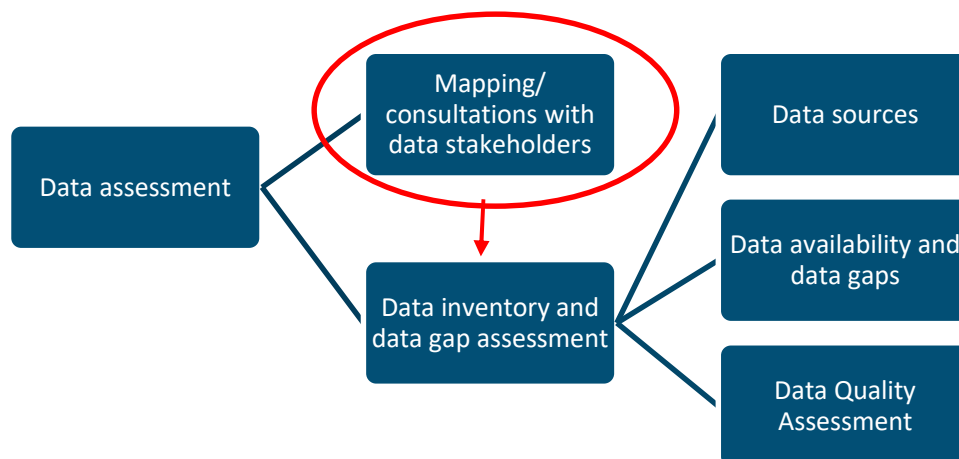 Data assessment
Mapping/
consultations with
data stakeholders
Data inventory and
data gap assessment
Data sources
Data availability and
data gaps
Data Quality
Assessment